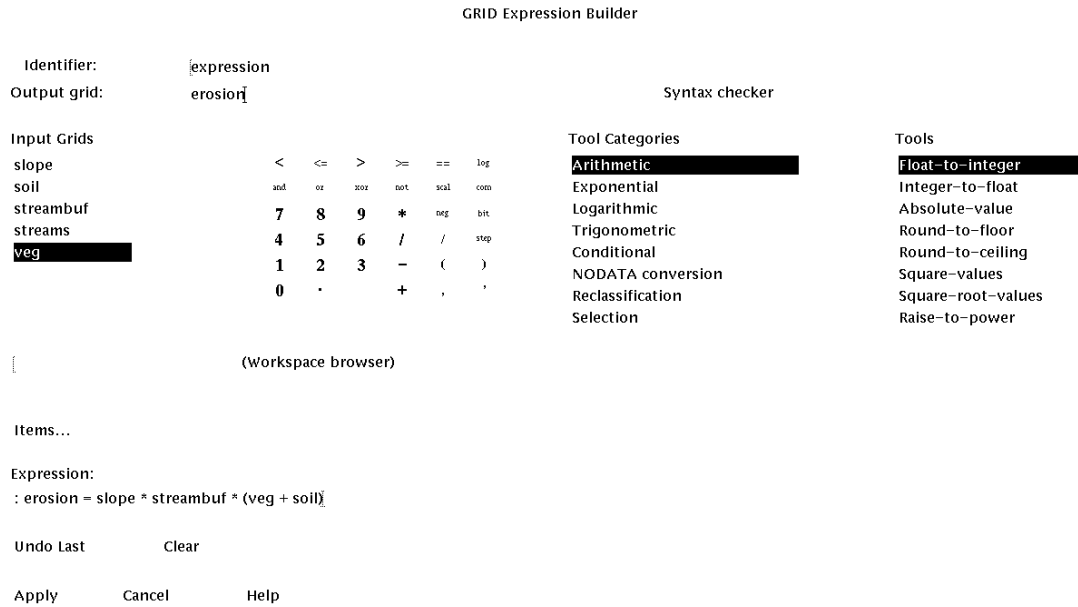 GRID Expression Builder
Identifier: expression
Output grid: erosion
Syntax checker
Input Grids
slope
soil
streambuf
streams
veg
< <= > >= == log
and or xor not scal com
7 8 9 * neg bit
4 5 6 / / step
1 2 3 − ( )
0 · + , '
Tool Categories
Arithmetic
Exponential
Logarithmic
Trigonometric
Conditional
NODATA conversion
Reclassification
Selection
Tools
Float−to−integer
Integer−to−float
Absolute−value
Round−to−floor
Round−to−ceiling
Square−values
Square−root−values
Raise−to−power
(Workspace browser)
Items...
Expression:
: erosion = slope * streambuf * (veg + soil)
Undo Last Clear
Apply Cancel Help